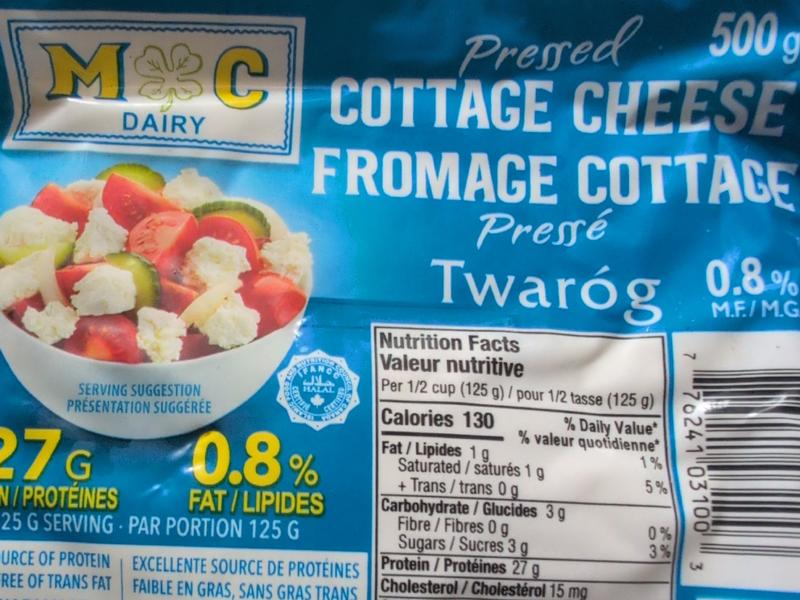 M C
DAIRY
Pressed
500 g
COTTAGE CHEESE
FROMAGE COTTAGE
Pressé
Twaróg
0.8 %
M.F. / M.G
SERVING SUGGESTION
PRÉSENTATION SUGGÉRÉE
HALAL
27 G
N / PROTÉINES
0.8 %
FAT / LIPIDES
25 G SERVING · PAR PORTION 125 G
OURCE OF PROTEIN
REE OF TRANS FAT
EXCELLENTE SOURCE DE PROTÉINES
FAIBLE EN GRAS, SANS GRAS TRANS
Nutrition Facts
Valeur nutritive
Per 1/2 cup (125 g) / pour 1/2 tasse (125 g)
Calories 130
% Daily Value*
% valeur quotidienne*
Fat / Lipides 1 g 1 %
Saturated / saturés 1 g
+ Trans / trans 0 g 5 %
Carbohydrate / Glucides 3 g
Fibre / Fibres 0 g 0 %
Sugars / Sucres 3 g 3 %
Protein / Protéines 27 g
Cholesterol / Cholestérol 15 mg
7 76241 03100 3